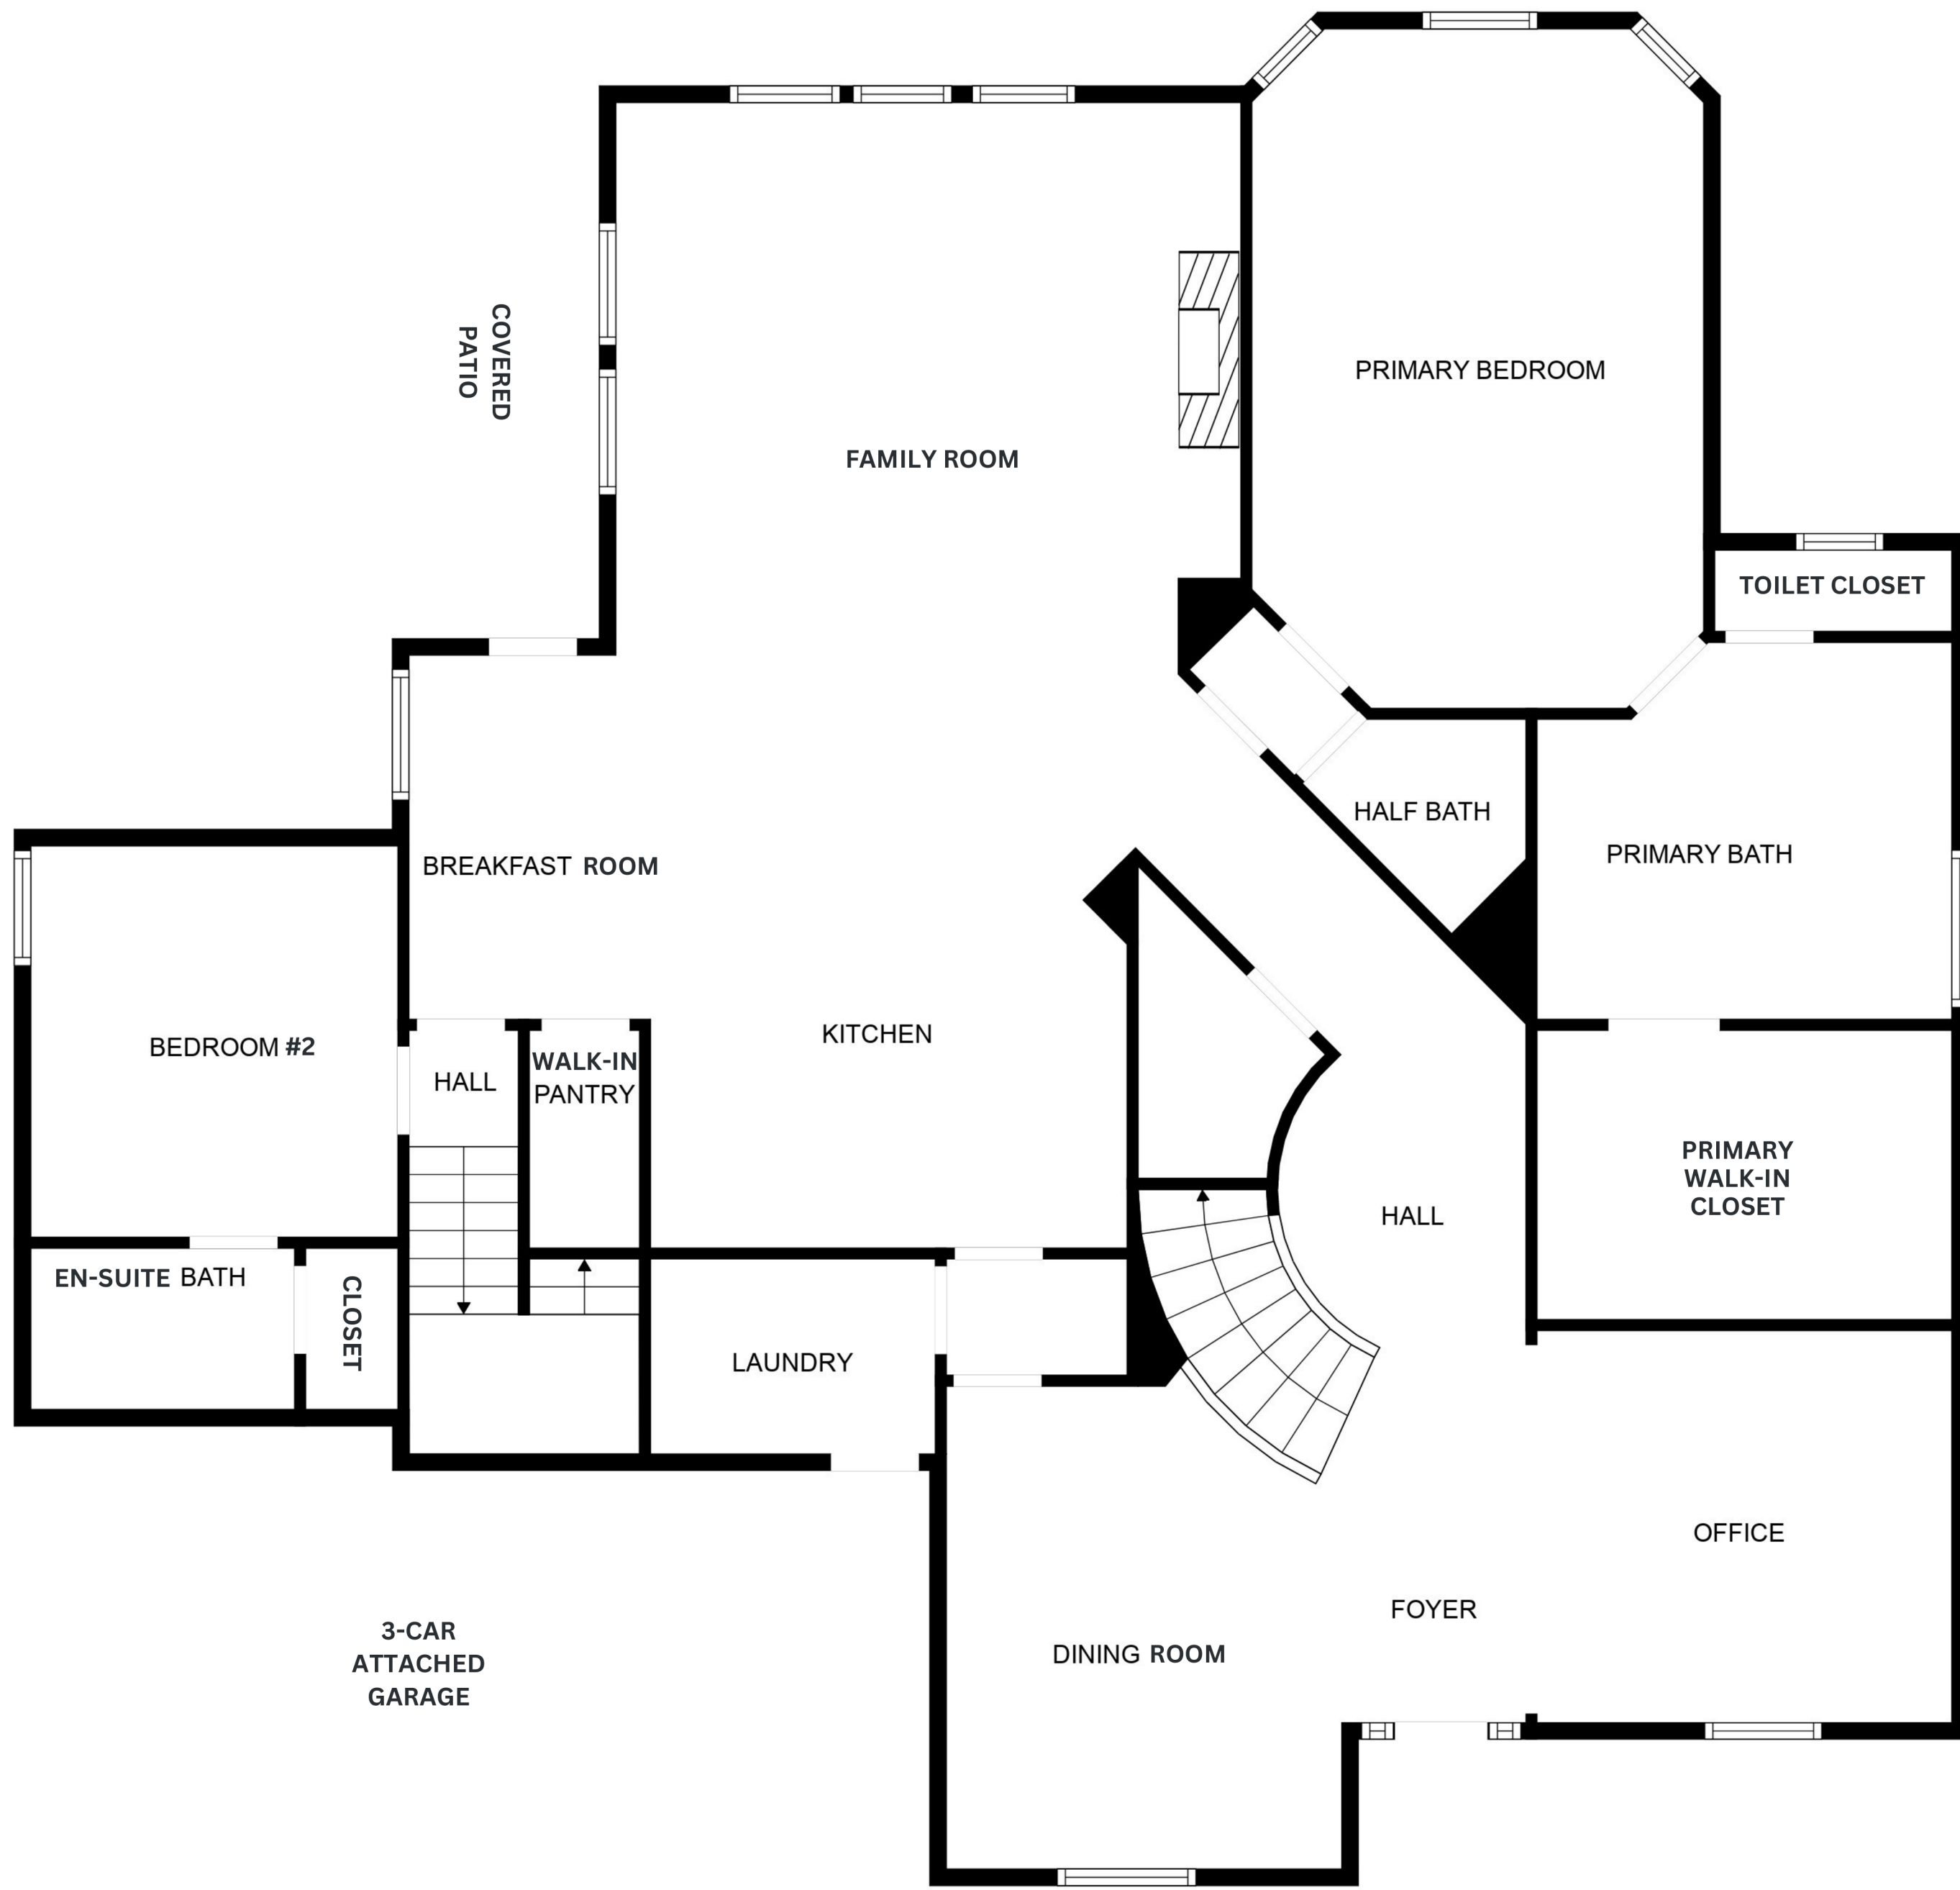 COVERED
PATIO
FAMILY ROOM
PRIMARY BEDROOM
TOILET CLOSET
HALF BATH
PRIMARY BATH
BREAKFAST ROOM
KITCHEN
BEDROOM #2
HALL
WALK-IN
PANTRY
PRIMARY
WALK-IN
CLOSET
HALL
EN-SUITE BATH
CLOSET
LAUNDRY
OFFICE
FOYER
DINING ROOM
3-CAR
ATTACHED
GARAGE